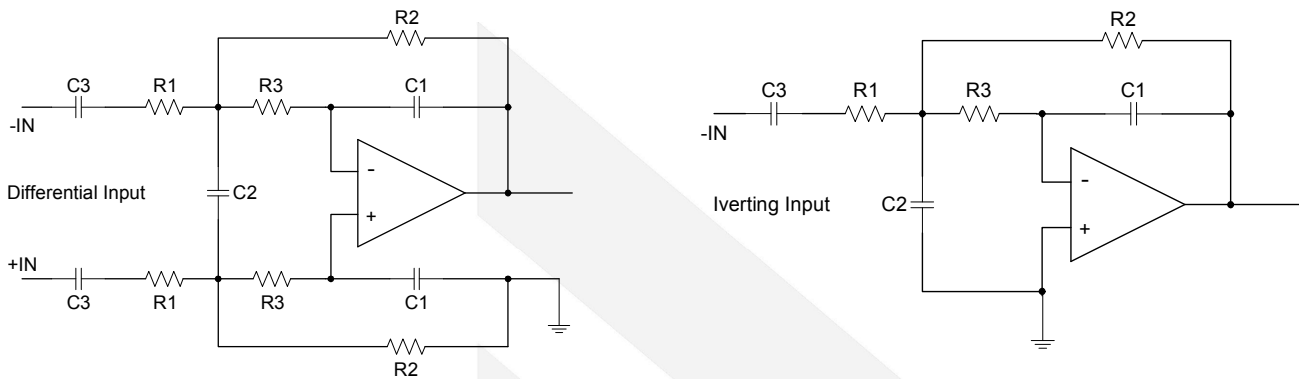 R2
C3
R1
R3
C1
-IN
-
Differential Input
C2
+
+IN
C3
R1
R3
C1
R2
R2
C3
R1
R3
C1
-IN
-
Iverting Input
C2
+